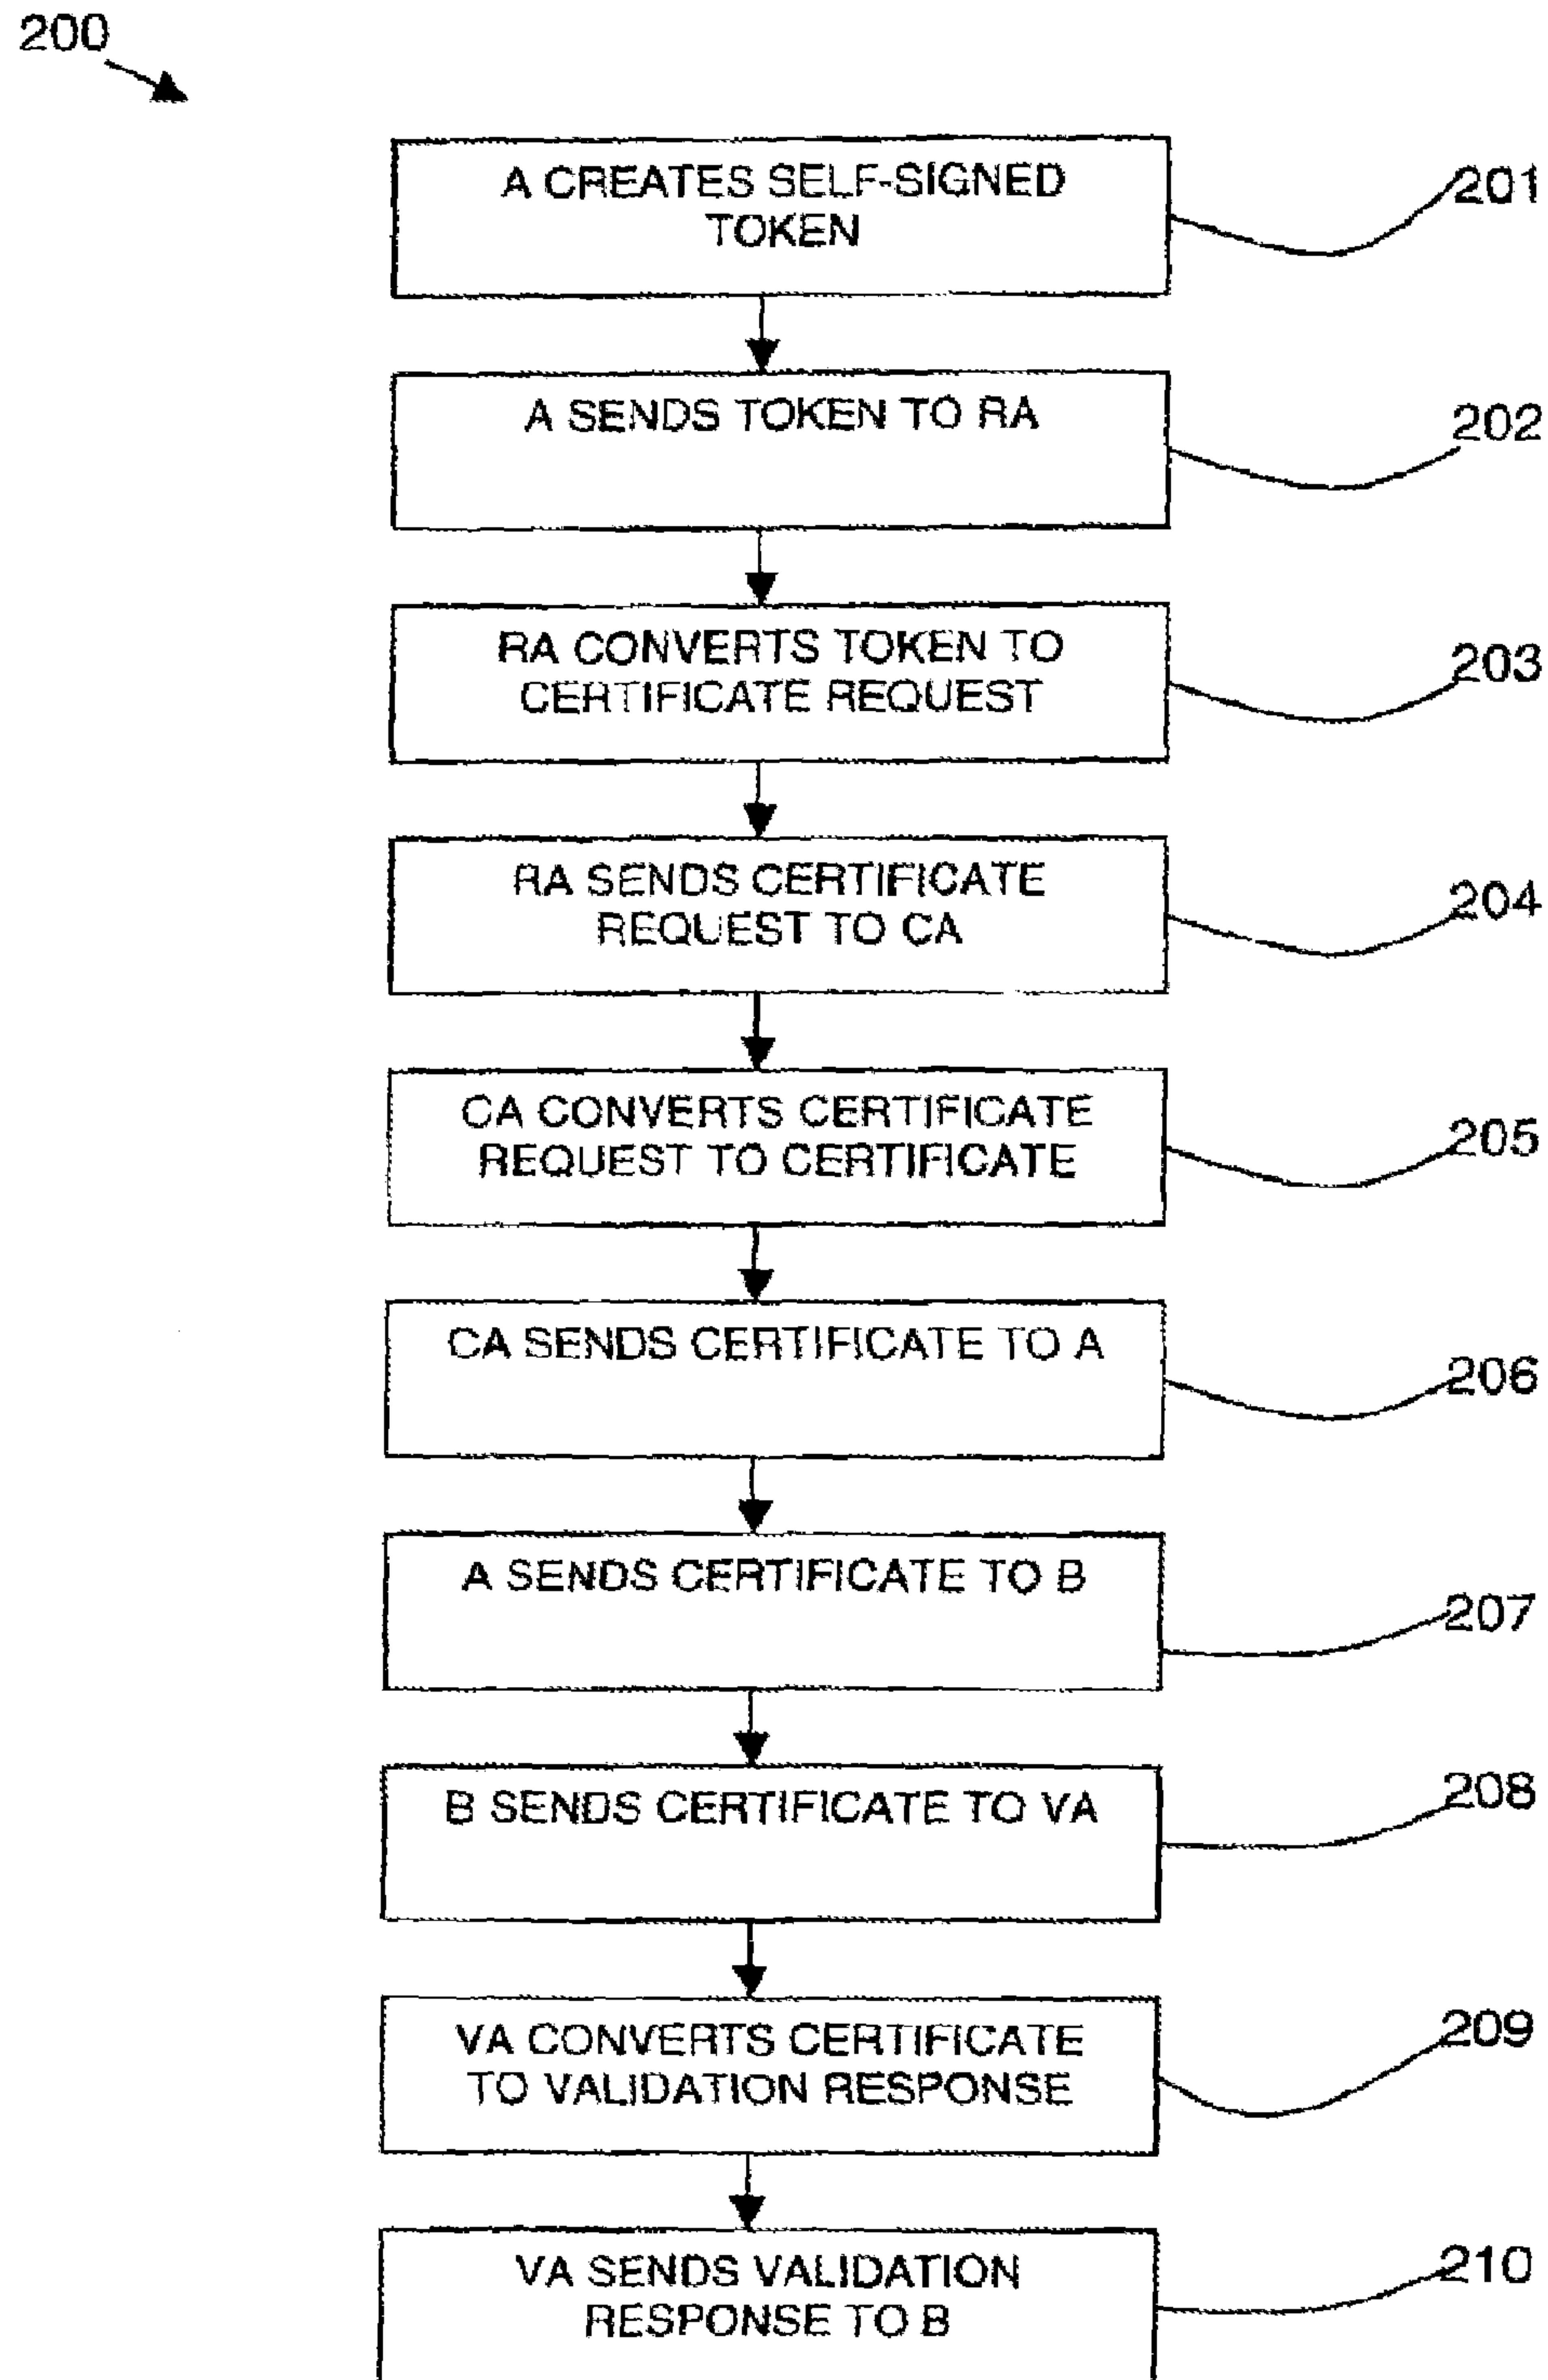 200
A CREATES SELF-SIGNED
TOKEN
201
A SENDS TOKEN TO RA
202
RA CONVERTS TOKEN TO
CERTIFICATE REQUEST
203
RA SENDS CERTIFICATE
REQUEST TO CA
204
CA CONVERTS CERTIFICATE
REQUEST TO CERTIFICATE
205
CA SENDS CERTIFICATE TO A
206
A SENDS CERTIFICATE TO B
207
B SENDS CERTIFICATE TO VA
208
VA CONVERTS CERTIFICATE
TO VALIDATION RESPONSE
209
VA SENDS VALIDATION
RESPONSE TO B
210